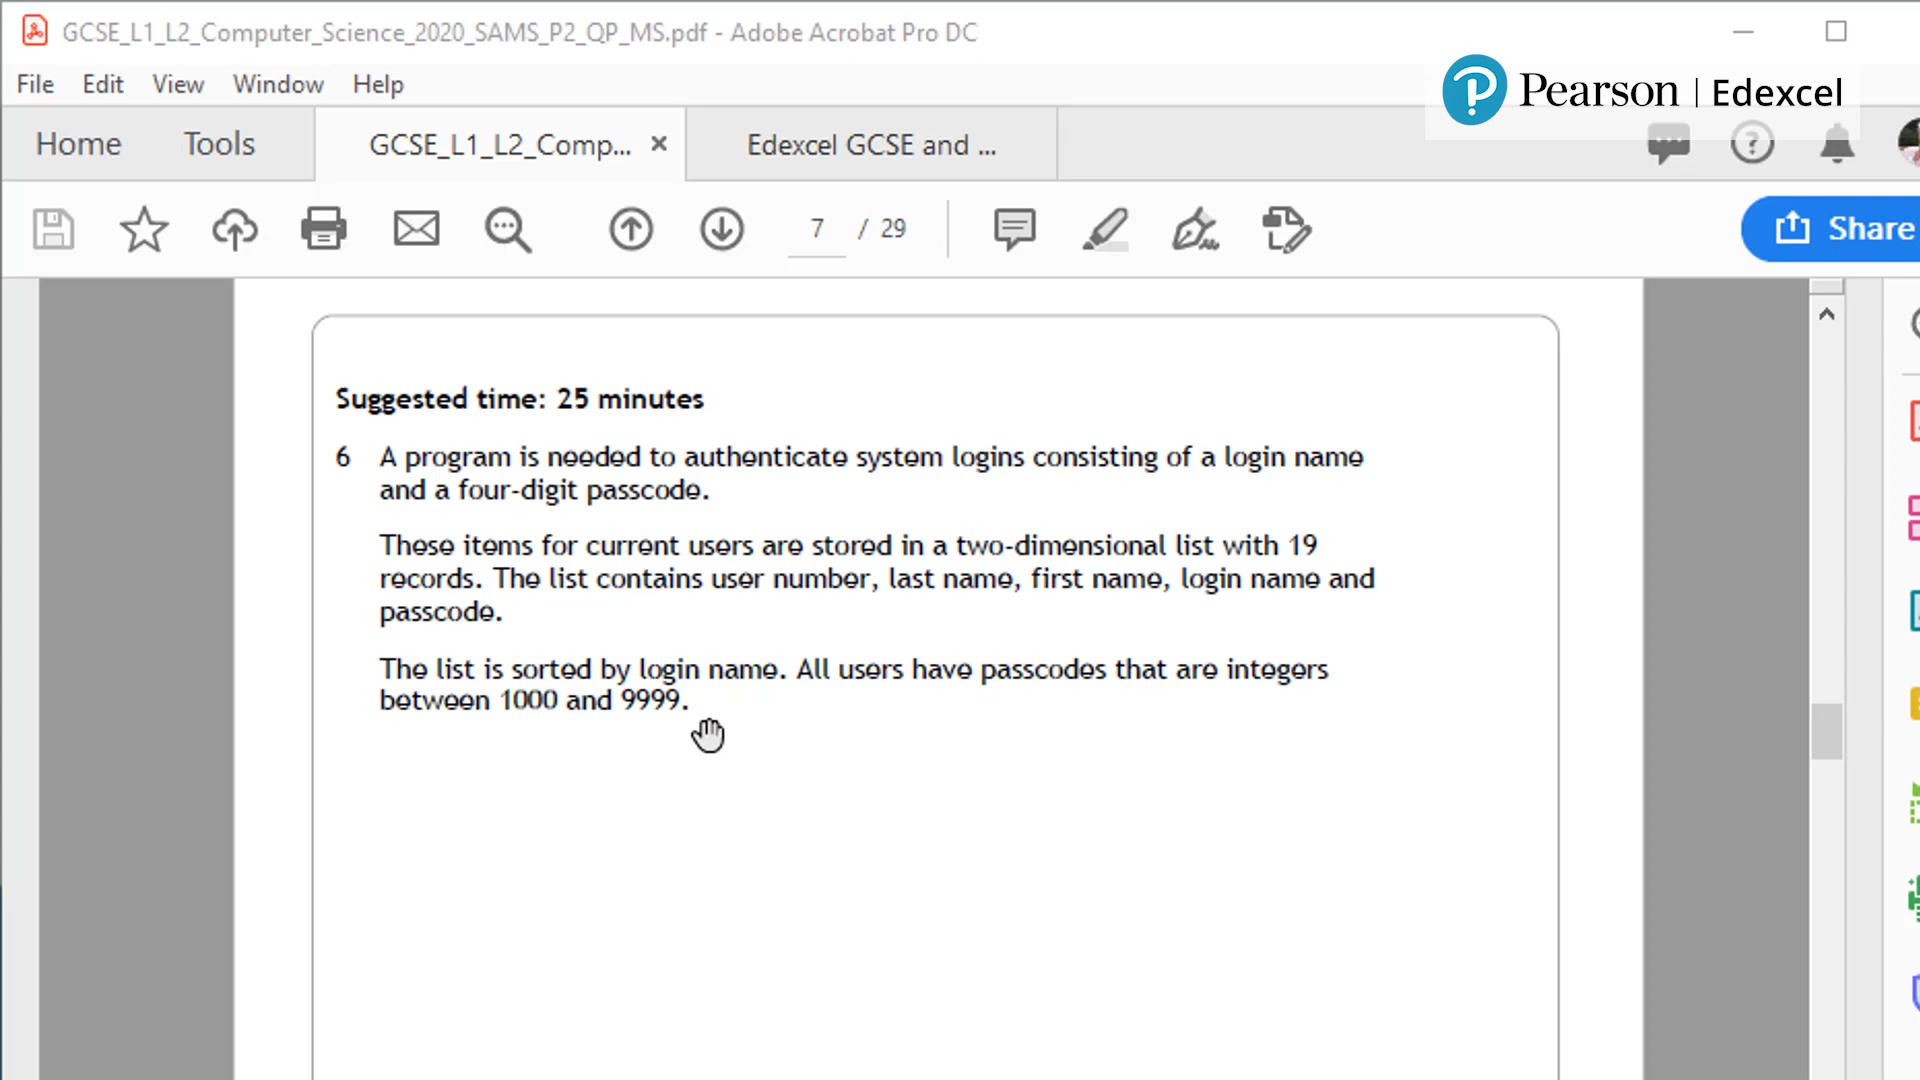 GCSE_L1_L2_Computer_Science_2020_SAMS_P2_QP_MS.pdf - Adobe Acrobat Pro DC
File Edit View Window Help
Pearson | Edexcel
Home Tools GCSE_L1_L2_Comp... × Edexcel GCSE and ...
7 / 29
Share
Suggested time: 25 minutes
6 A program is needed to authenticate system logins consisting of a login name
and a four-digit passcode.
These items for current users are stored in a two-dimensional list with 19
records. The list contains user number, last name, first name, login name and
passcode.
The list is sorted by login name. All users have passcodes that are integers
between 1000 and 9999.